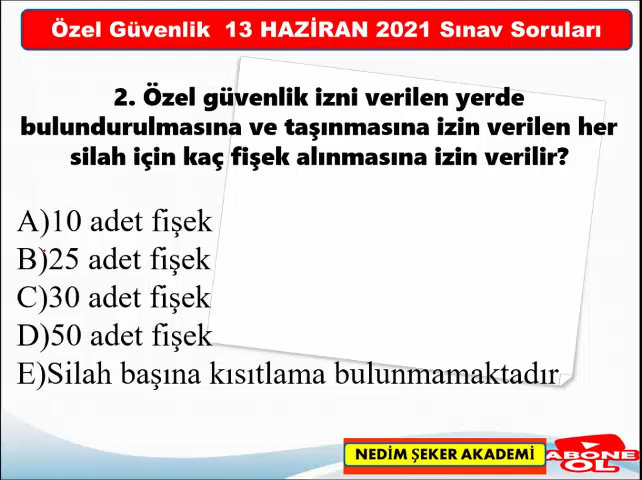 Özel Güvenlik 13 HAZİRAN 2021 Sınav Soruları
2. Özel güvenlik izni verilen yerde
bulundurulmasına ve taşınmasına izin verilen her
silah için kaç fişek alınmasına izin verilir?
A)10 adet fişek
B)25 adet fişek
C)30 adet fişek
D)50 adet fişek
E)Silah başına kısıtlama bulunmamaktadır
NEDİM ŞEKER AKADEMİ
ABONE
OL